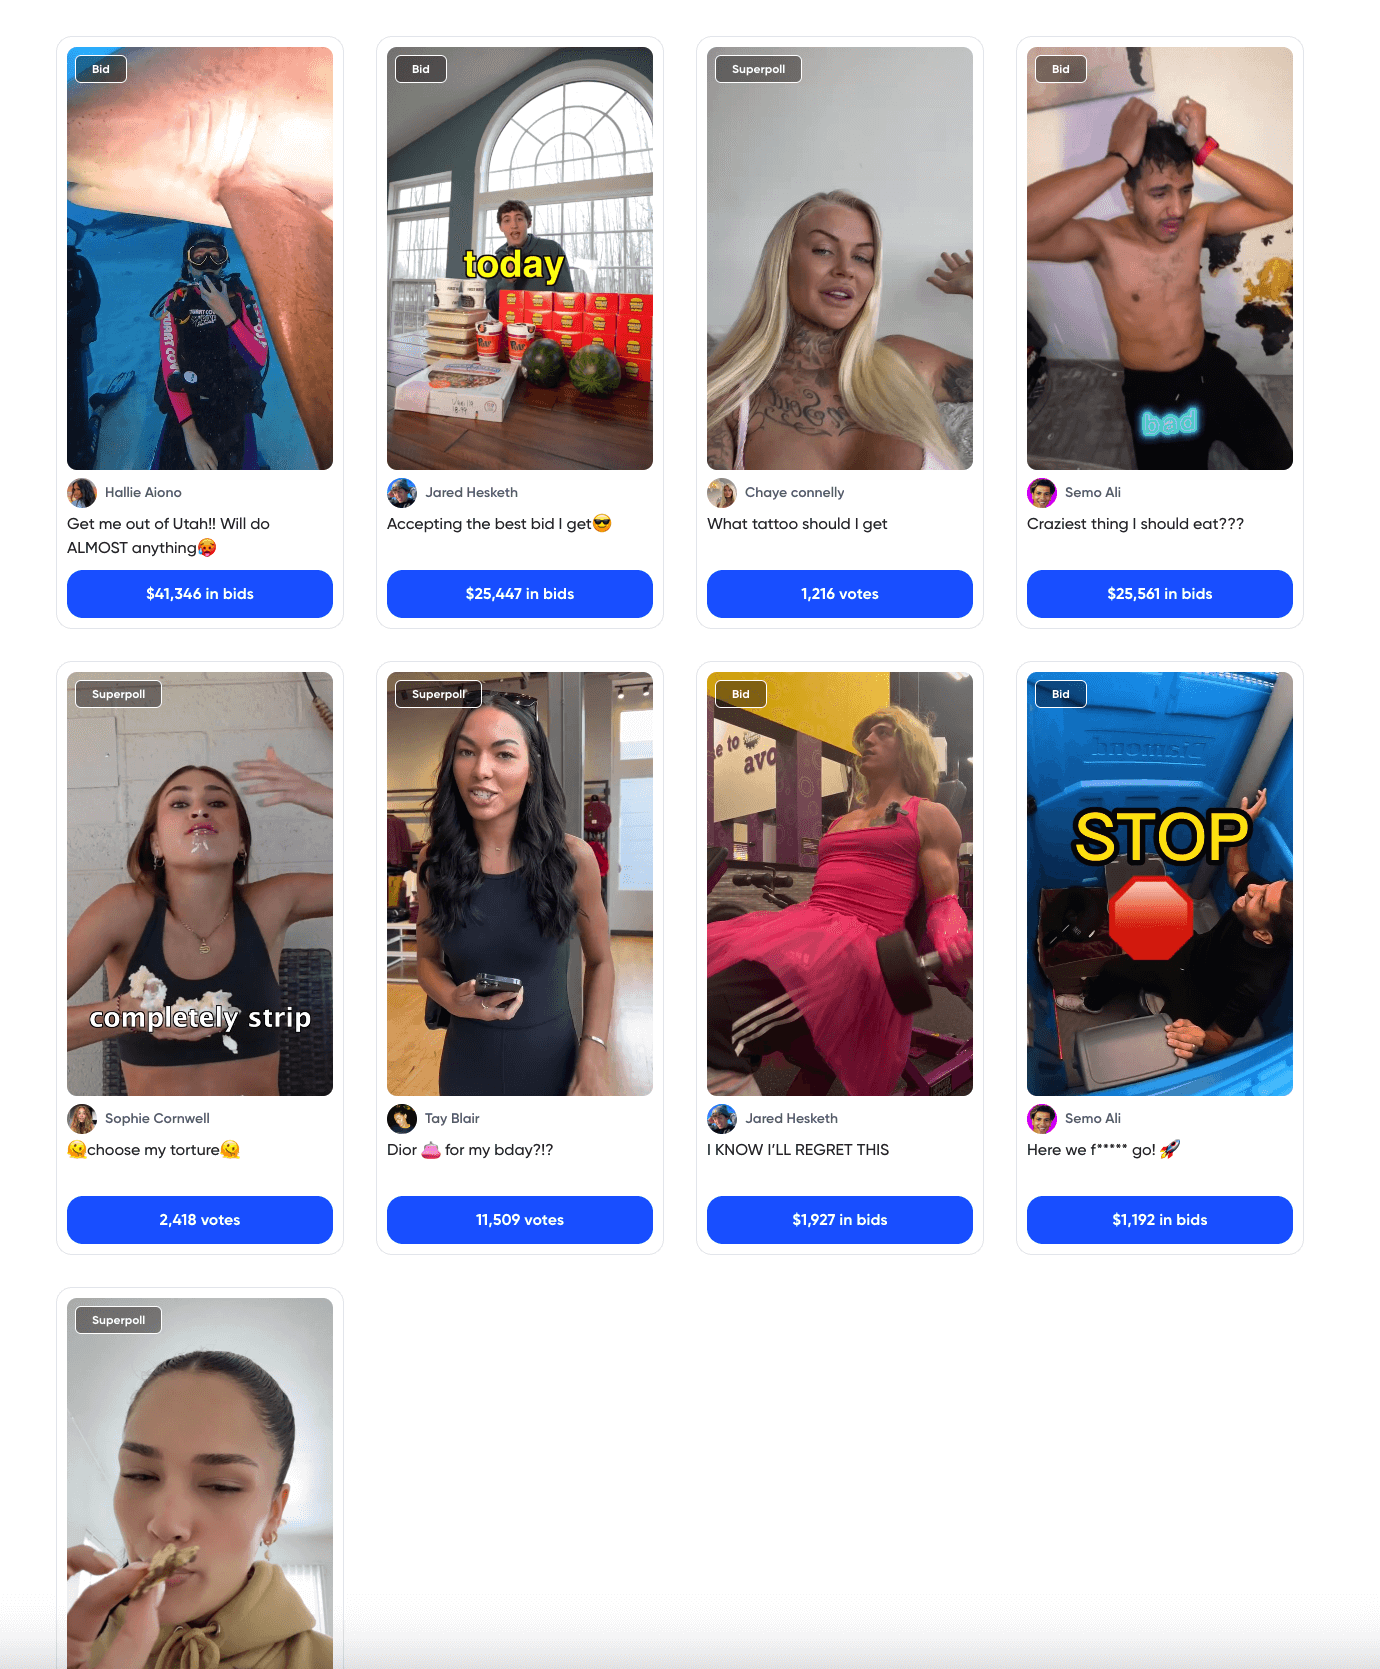 Bid
today
Hallie Aiono
Get me out of Utah!! Will do
ALMOST anything🥵
$41,346 in bids
Bid
Jared Hesketh
Accepting the best bid I get😎
$25,447 in bids
Superpoll
Chaye connelly
What tattoo should I get
1,216 votes
Bid
bad
Semo Ali
Craziest thing I should eat???
$25,561 in bids
Superpoll
completely strip
Sophie Cornwell
🫠choose my torture🫠
2,418 votes
Superpoll
Tay Blair
Dior 👛 for my bday?!?
11,509 votes
Bid
e to
avo
Jared Hesketh
I KNOW I’LL REGRET THIS
$1,927 in bids
Bid
Diamond
STOP
Semo Ali
Here we f***** go! 🚀
$1,192 in bids
Superpoll